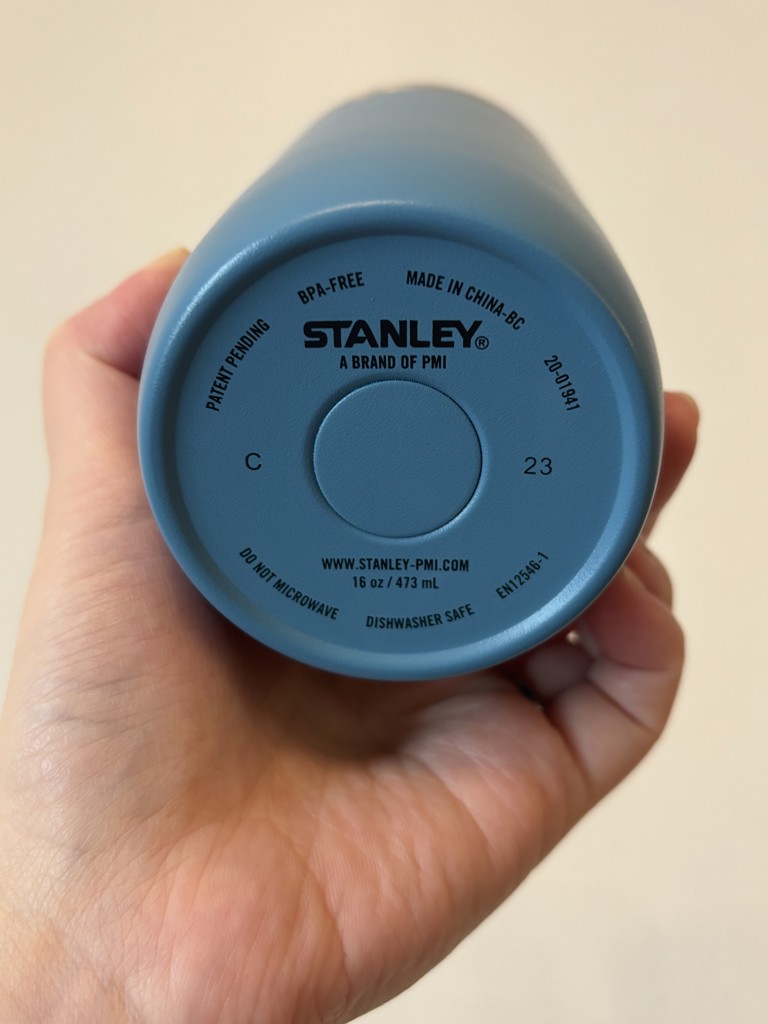 PATENT PENDING
BPA-FREE
MADE IN CHINA-BC
20-01941
STANLEY®
A BRAND OF PMI
C
23
WWW.STANLEY-PMI.COM
16 oz / 473 mL
DO NOT MICROWAVE
DISHWASHER SAFE
EN12546-1